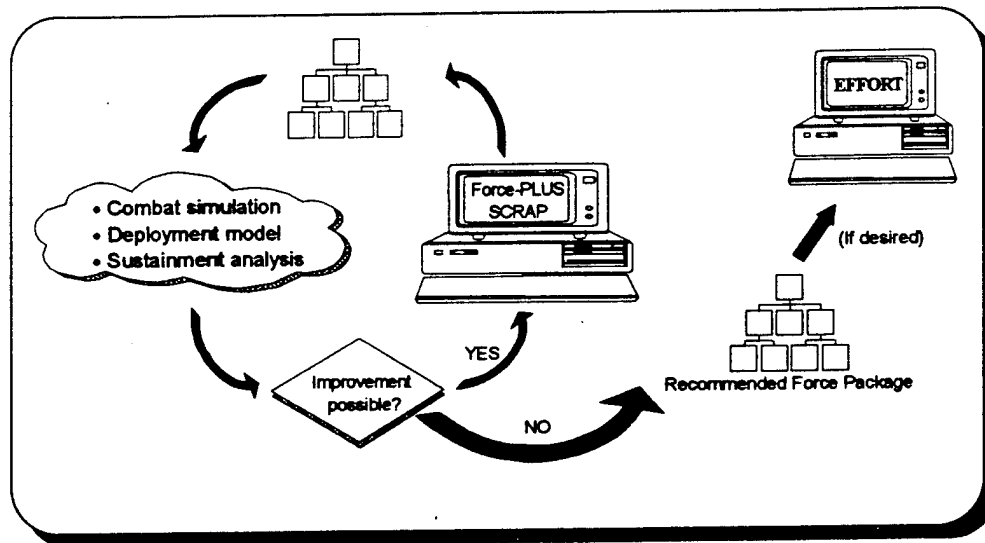 EFFORT
Force-PLUS
SCRAP
• Combat simulation
• Deployment model
• Sustainment analysis
(If desired)
YES
Improvement
possible?
Recommended Force Package
NO